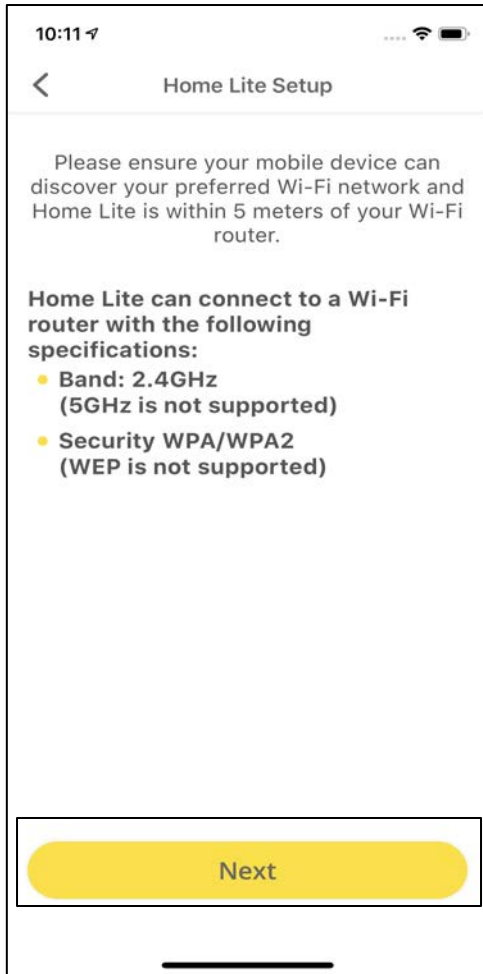 10:11
Home Lite Setup
Please ensure your mobile device can
discover your preferred Wi-Fi network and
Home Lite is within 5 meters of your Wi-Fi
router.
Home Lite can connect to a Wi-Fi
router with the following
specifications:
Band: 2.4GHz
(5GHz is not supported)
Security WPA/WPA2
(WEP is not supported)
Next